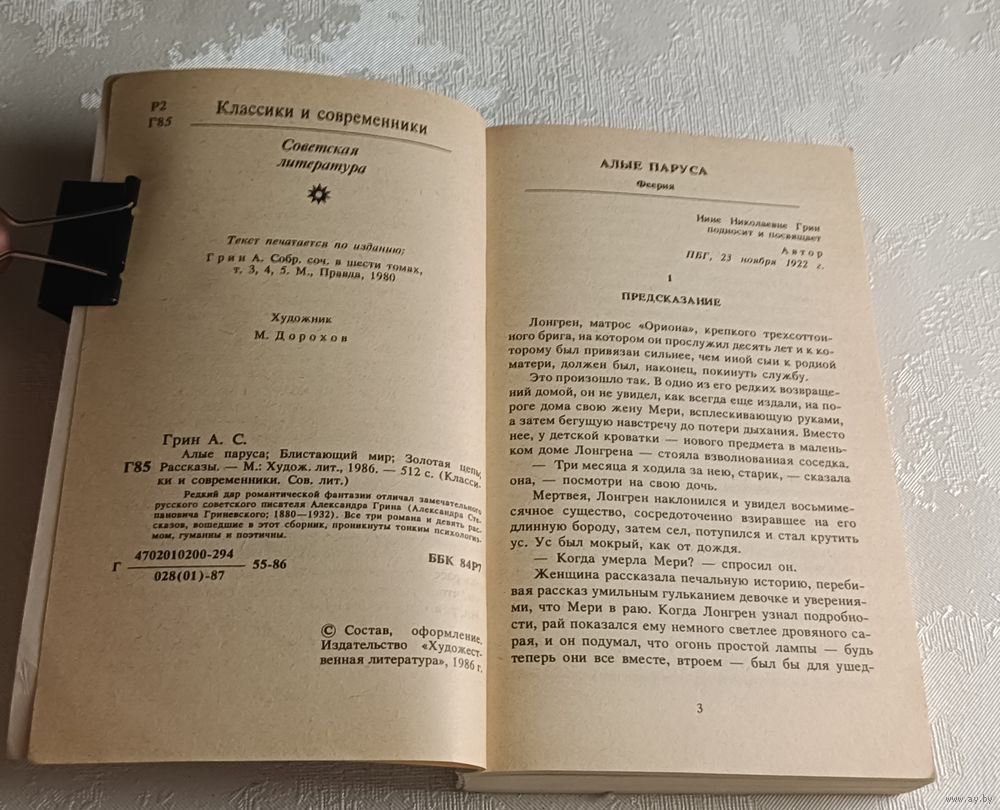 Р2
Г85
Классики и современники
Советская
литература
Текст печатается по изданию:
Грин А. Собр. соч. в шести томах,
т. 3, 4, 5. М., Правда, 1980
Художник
М. Дорохов
Грин А. С.
Алые паруса; Блистающий мир; Золотая цепь;
Г85 Рассказы. — М.: Худож. лит., 1986. — 512 с. (Класси-
ки и современники. Сов. лит.)
Редкий дар романтической фантазии отличал замечательного
русского советского писателя Александра Грина (Александра Сте-
пановича Гриневского; 1880—1932). Все три романа и девять рас-
сказов, вошедшие в этот сборник, проникнуты тонким психологиз-
мом, гуманны и поэтичны.
Г 4702010200-294 55-86
028(01)-87
ББК 84Р7
© Состав, оформление.
Издательство «Художест-
венная литература», 1986 г.
АЛЫЕ ПАРУСА
Феерия
Нине Николаевне Грин
подносит и посвящает
Автор
ПБГ, 23 ноября 1922 г.
1
ПРЕДСКАЗАНИЕ
Лонгрен, матрос «Ориона», крепкого трехсоттон-
ного брига, на котором он прослужил десять лет и к ко-
торому был привязан сильнее, чем иной сын к родной
матери, должен был, наконец, покинуть службу.
Это произошло так. В одно из его редких возвраще-
ний домой, он не увидел, как всегда еще издали, на по-
роге дома свою жену Мери, всплескивающую руками,
а затем бегущую навстречу до потери дыхания. Вместо
нее, у детской кроватки — нового предмета в малень-
ком доме Лонгрена — стояла взволнованная соседка.
— Три месяца я ходила за нею, старик, — сказала
она, — посмотри на свою дочь.
Мертвея, Лонгрен наклонился и увидел восьмиме-
сячное существо, сосредоточенно взиравшее на его
длинную бороду, затем сел, потупился и стал крутить
ус. Ус был мокрый, как от дождя.
— Когда умерла Мери? — спросил он.
Женщина рассказала печальную историю, переби-
вая рассказ умильным гульканием девочке и уверения-
ми, что Мери в раю. Когда Лонгрен узнал подробно-
сти, рай показался ему немного светлее дровяного са-
рая, и он подумал, что огонь простой лампы — будь
теперь они все вместе, втроем — был бы для ушед-
3
www.ay.by